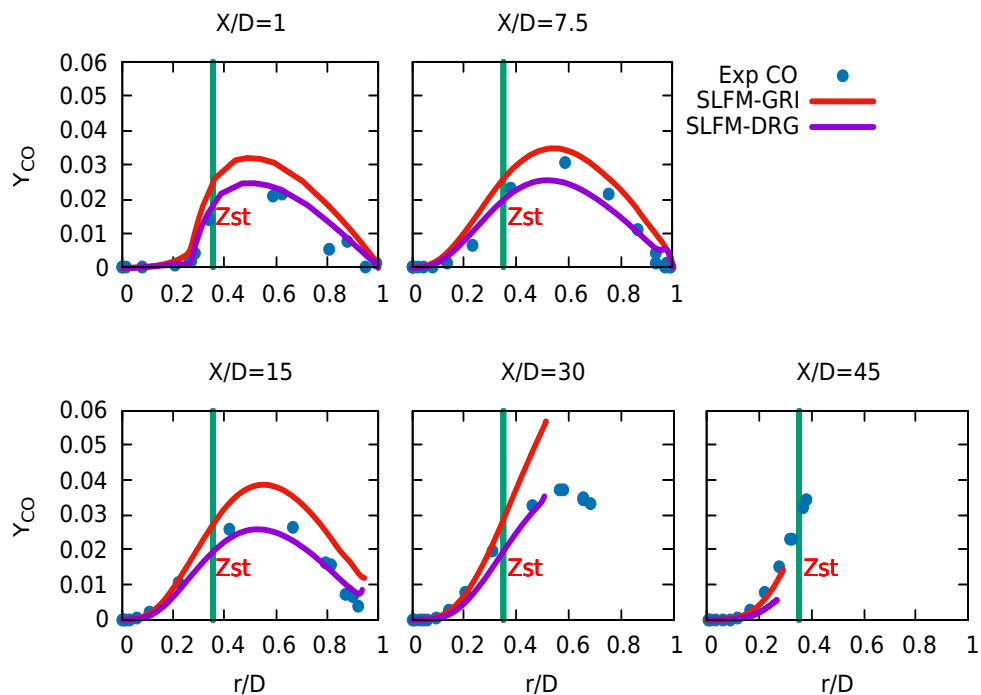 X/D=1
X/D=7.5
0.06
0.05
0.04
0.03
0.02
0.01
0
Y_CO
Zst
0 0.2 0.4 0.6 0.8 1
Zst
0 0.2 0.4 0.6 0.8 1
Exp CO
SLFM-GRI
SLFM-DRG
X/D=15
X/D=30
X/D=45
0.06
0.05
0.04
0.03
0.02
0.01
0
Y_CO
Zst
Zst
Zst
0 0.2 0.4 0.6 0.8 1
0 0.2 0.4 0.6 0.8 1
0 0.2 0.4 0.6 0.8 1
r/D
r/D
r/D